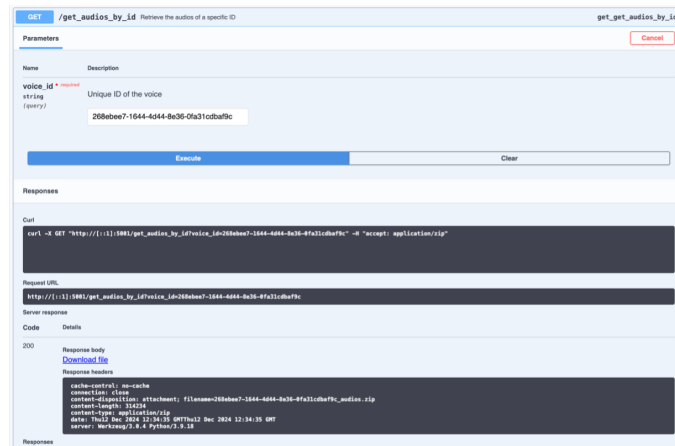 GET /get_audios_by_id Retrieve the audios of a specific ID get_get_audios_by_id
Parameters
Cancel
Name Description
voice_id * required
string
(query)
Unique ID of the voice
268ebee7-1644-4d44-8e36-0fa31cdbaf9c
Execute Clear
Responses
Curl
curl -X GET "http://[::1]:5001/get_audios_by_id?voice_id=268ebee7-1644-4d44-8e36-0fa31cdbaf9c" -H "accept: application/zip"
Request URL
http://[::1]:5001/get_audios_by_id?voice_id=268ebee7-1644-4d44-8e36-0fa31cdbaf9c
Server response
Code Details
200
Response body
Download file
Response headers
cache-control: no-cache
connection: close
content-disposition: attachment; filename=268ebee7-1644-4d44-8e36-0fa31cdbaf9c_audios.zip
content-length: 314234
content-type: application/zip
date: Thu12 Dec 2024 12:34:35 GMTThu12 Dec 2024 12:34:35 GMT
server: Werkzeug/3.0.4 Python/3.9.18
Responses